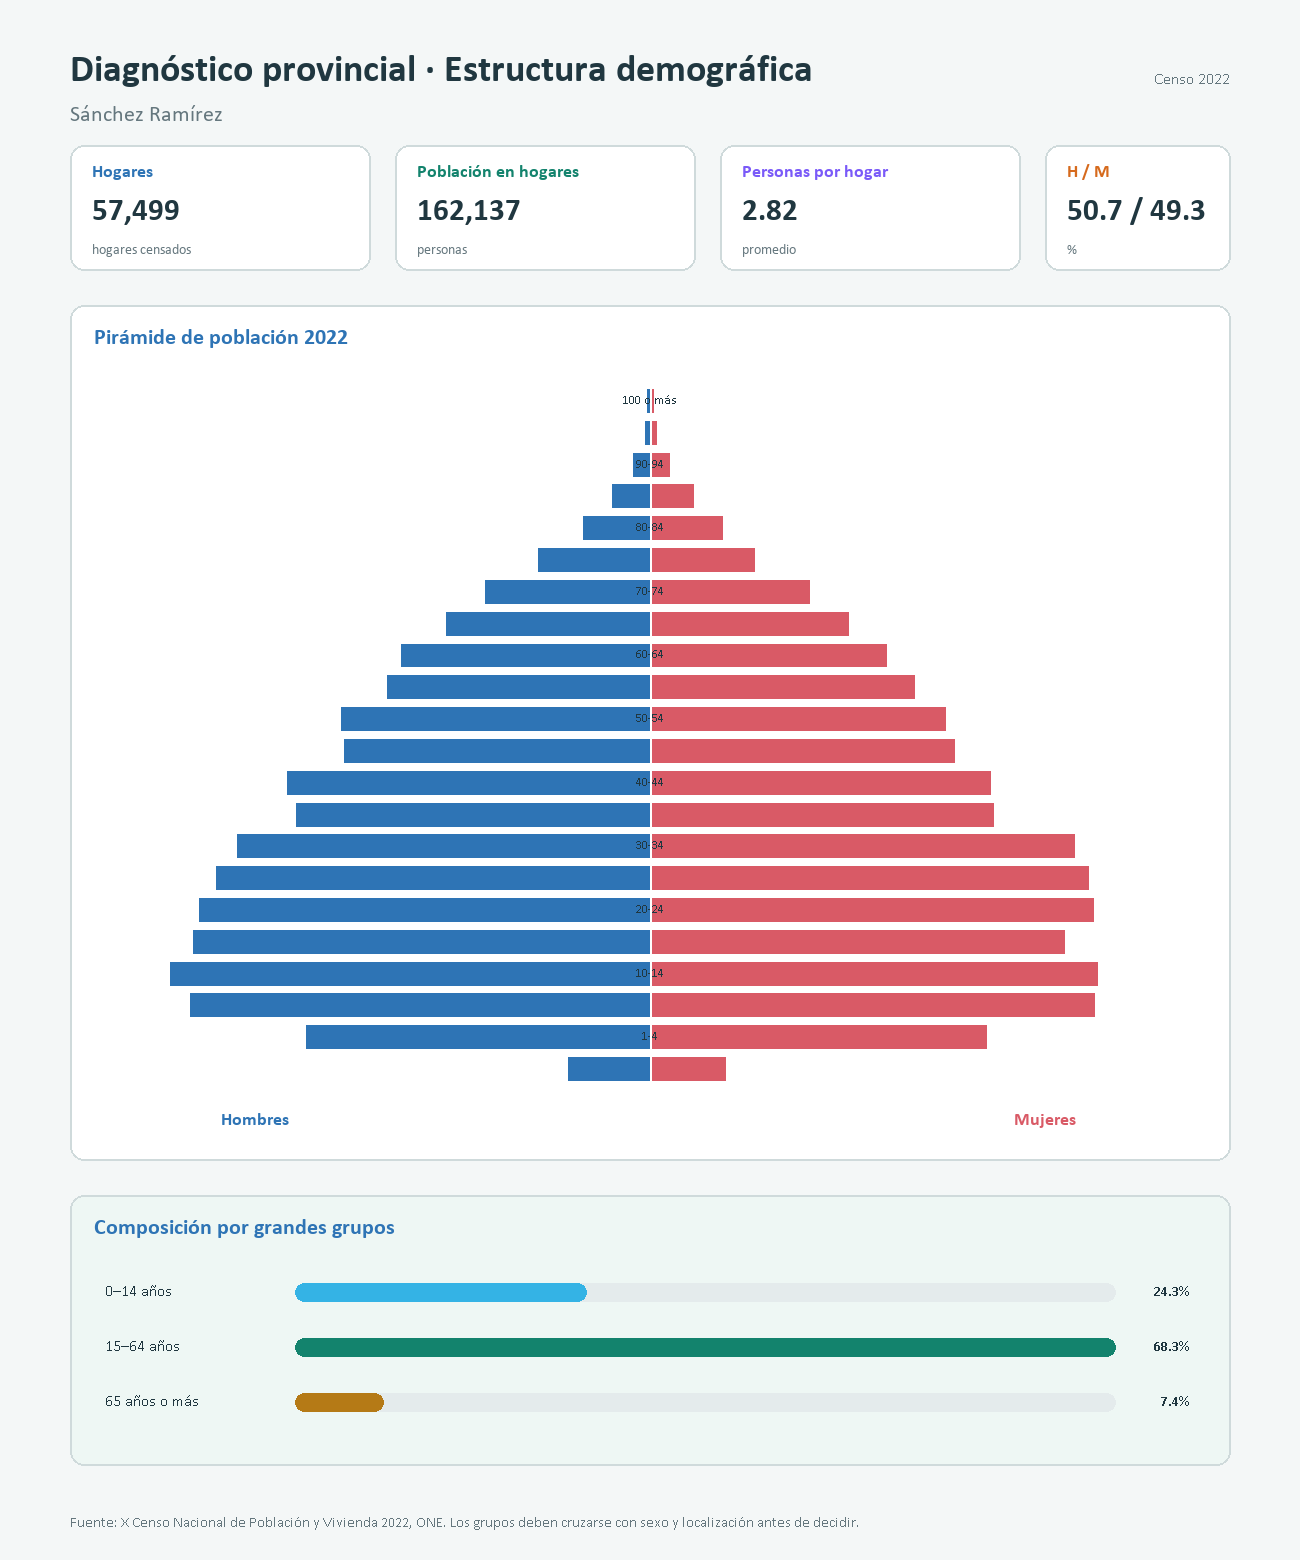 Diagnóstico provincial · Estructura demográfica
Censo 2022
Sánchez Ramírez
Hogares
57,499
hogares censados
Población en hogares
162,137
personas
Personas por hogar
2.82
promedio
H / M
50.7 / 49.3
%
Pirámide de población 2022
100 o más
90-94
80-84
70-74
60-64
50-54
40-44
30-34
20-24
10-14
1-4
Hombres
Mujeres
Composición por grandes grupos
0–14 años
24.3%
15–64 años
68.3%
65 años o más
7.4%
Fuente: X Censo Nacional de Población y Vivienda 2022, ONE. Los grupos deben cruzarse con sexo y localización antes de decidir.